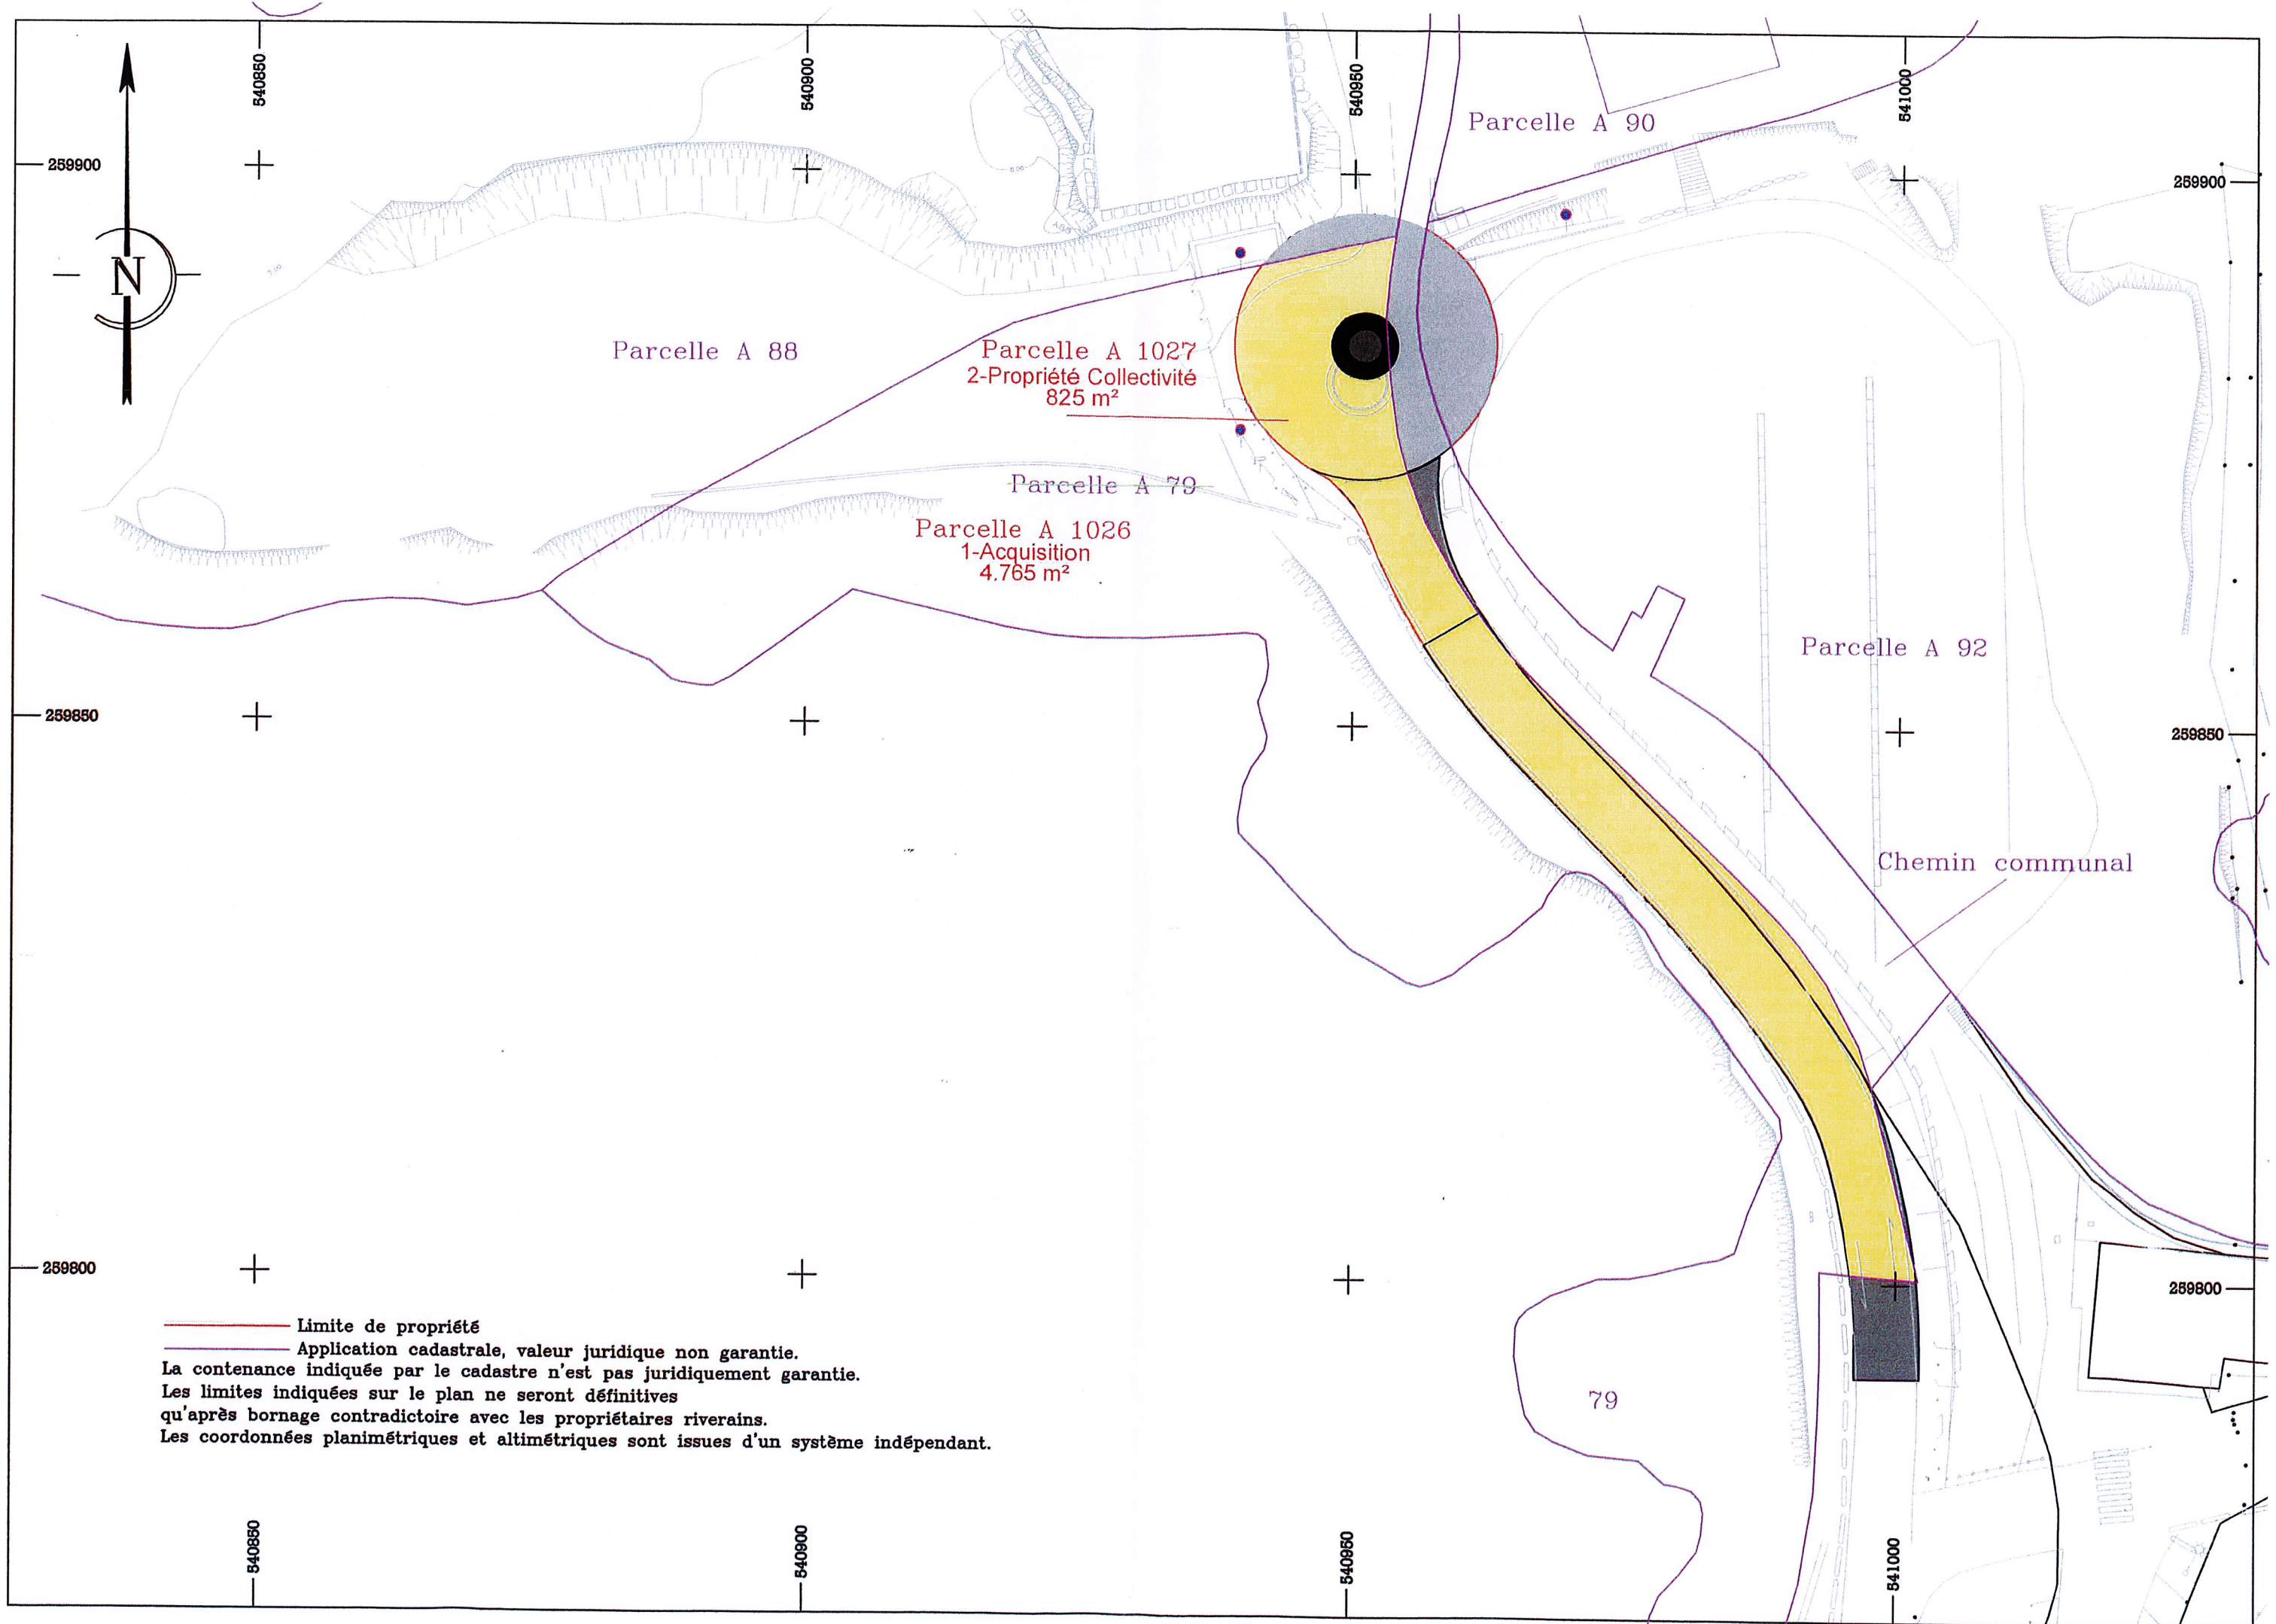 540850
540900
540950
541000
Parcelle A 90
259900
259900
N
5.00
6.00
Parcelle A 88
Parcelle A 1027
2-Propriété Collectivité
825 m²
Parcelle A 79
Parcelle A 1026
1-Acquisition
4.765 m²
Parcelle A 92
259850
259850
Chemin communal
259800
259800
Limite de propriété
Application cadastrale, valeur juridique non garantie.
La contenance indiquée par le cadastre n'est pas juridiquement garantie.
Les limites indiquées sur le plan ne seront définitives
qu'après bornage contradictoire avec les propriétaires riverains.
Les coordonnées planimétriques et altimétriques sont issues d'un système indépendant.
79
540850
540900
540950
541000